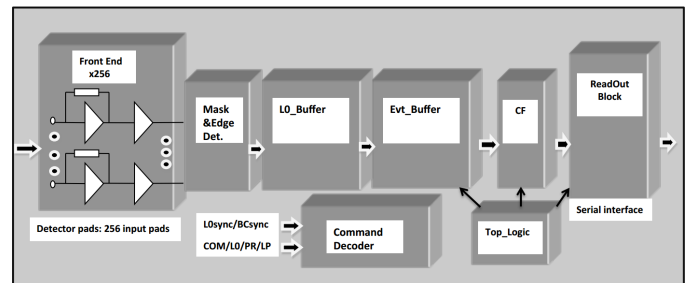 Front End
x256
Mask
&Edge
Det.
L0_Buffer
Evt_Buffer
CF
ReadOut
Block
Detector pads: 256 input pads
L0sync/BCsync
COM/L0/PR/LP
Command
Decoder
Top_Logic
Serial interface